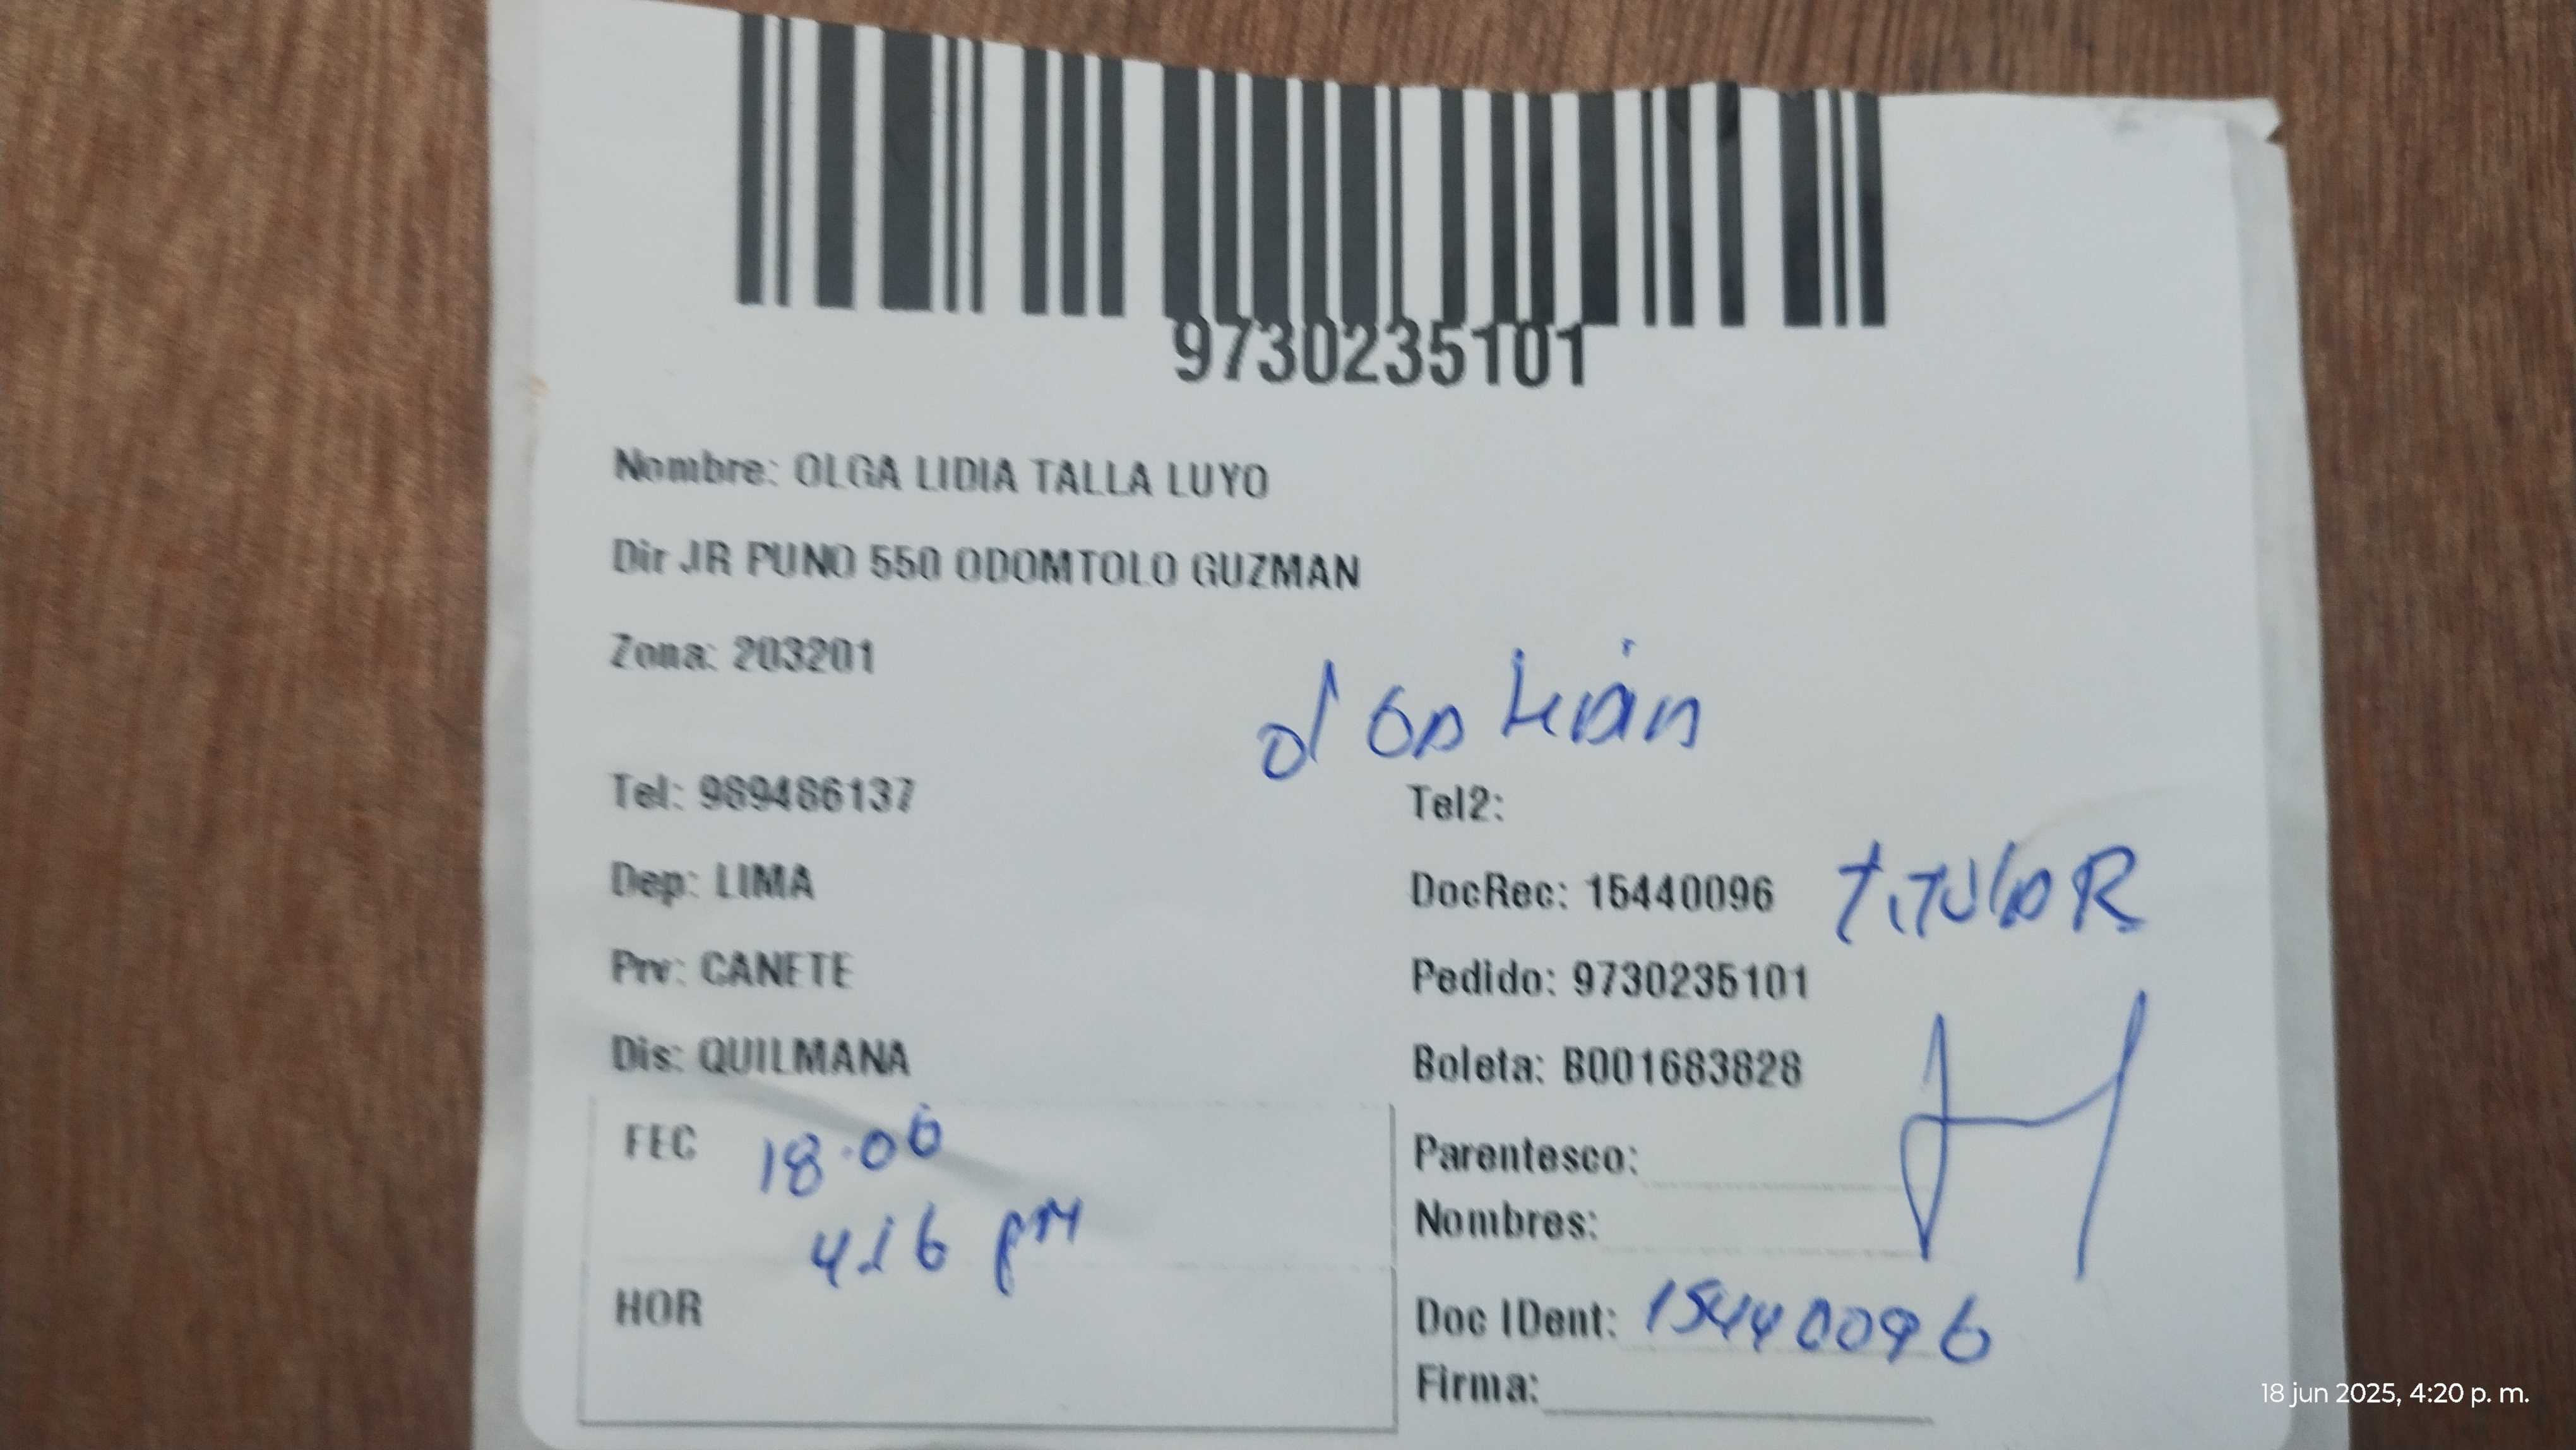 9730235101
Nombre: OLGA LIDIA TALLA LUYO
Dir JR PUNO 550 ODOMTOLO GUZMAN
Zona: 203201
Tel: 989486137
Tel2:
Dep: LIMA
DocRec: 15440096 TITULAR
Prv: CANETE
Pedido: 9730235101
Dis: QUILMANA
Boleta: B001683828
FEC 18.06
4.16 PM
HOR
Parentesco:
Nombres:
Doc IDent: 15440096
Firma:
18 jun 2025, 4:20 p. m.